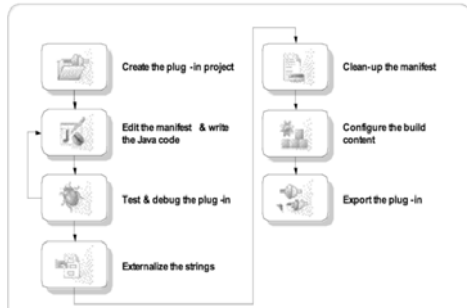 Create the plug -in project
Edit the manifest & write
the Java code
Test & debug the plug -in
Externalize the strings
Clean-up the manifest
Configure the build
content
Export the plug -in